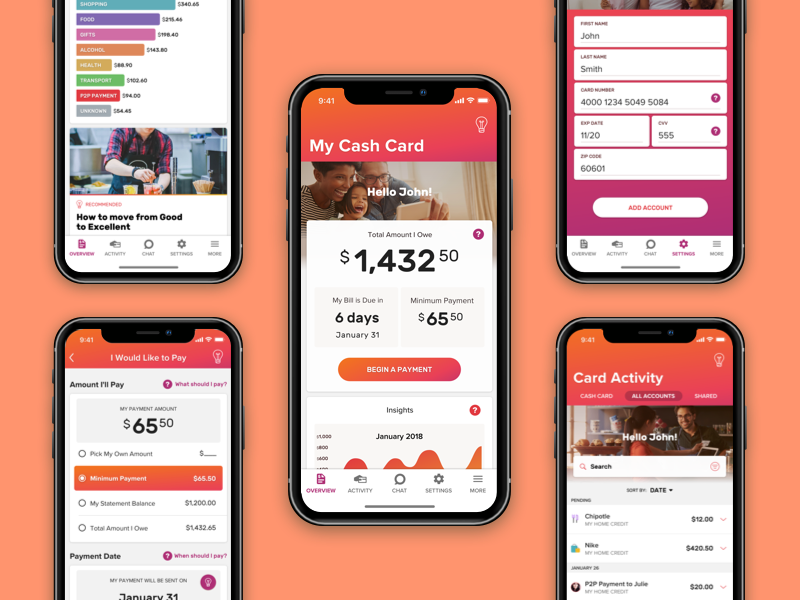 SHOPPING
$340.65
FOOD
$215.46
GIFTS
$198.40
ALCOHOL
$143.80
HEALTH
$88.90
TRANSPORT
$102.60
P2P PAYMENT
$94.00
UNKNOWN
$54.45
RECOMMENDED
How to move from Good
to Excellent
OVERVIEW
ACTIVITY
CHAT
SETTINGS
MORE
9:41
I Would Like to Pay
Amount I'll Pay
? What should I pay?
MY PAYMENT AMOUNT
$65 50
Pick My Own Amount
$
Minimum Payment
$65.50
My Statement Balance
$1,200.00
Total Amount I Owe
$1,432.65
Payment Date
? When should I pay?
MY PAYMENT WILL BE SENT ON
January 31
9:41
My Cash Card
Hello John!
Total Amount I Owe
?
$1,432 50
My Bill is Due in
6 days
January 31
Minimum Payment
$65 50
BEGIN A PAYMENT
Insights
?
January 2018
$1,000
$800
$600
OVERVIEW
ACTIVITY
CHAT
SETTINGS
MORE
FIRST NAME
John
LAST NAME
Smith
CARD NUMBER
4000 1234 5049 5084
?
EXP DATE
11/20
CVV
555
?
ZIP CODE
60601
ADD ACCOUNT
OVERVIEW
ACTIVITY
CHAT
SETTINGS
MORE
9:41
Card Activity
CASH CARD
ALL ACCOUNTS
SHARED
Hello John!
Search
SORT BY: DATE
PENDING
Chipotle
MY HOME CREDIT
$12.00
Nike
MY HOME CREDIT
$420.50
JANUARY 26
P2P Payment to Julie
MY HOME CREDIT
$20.00